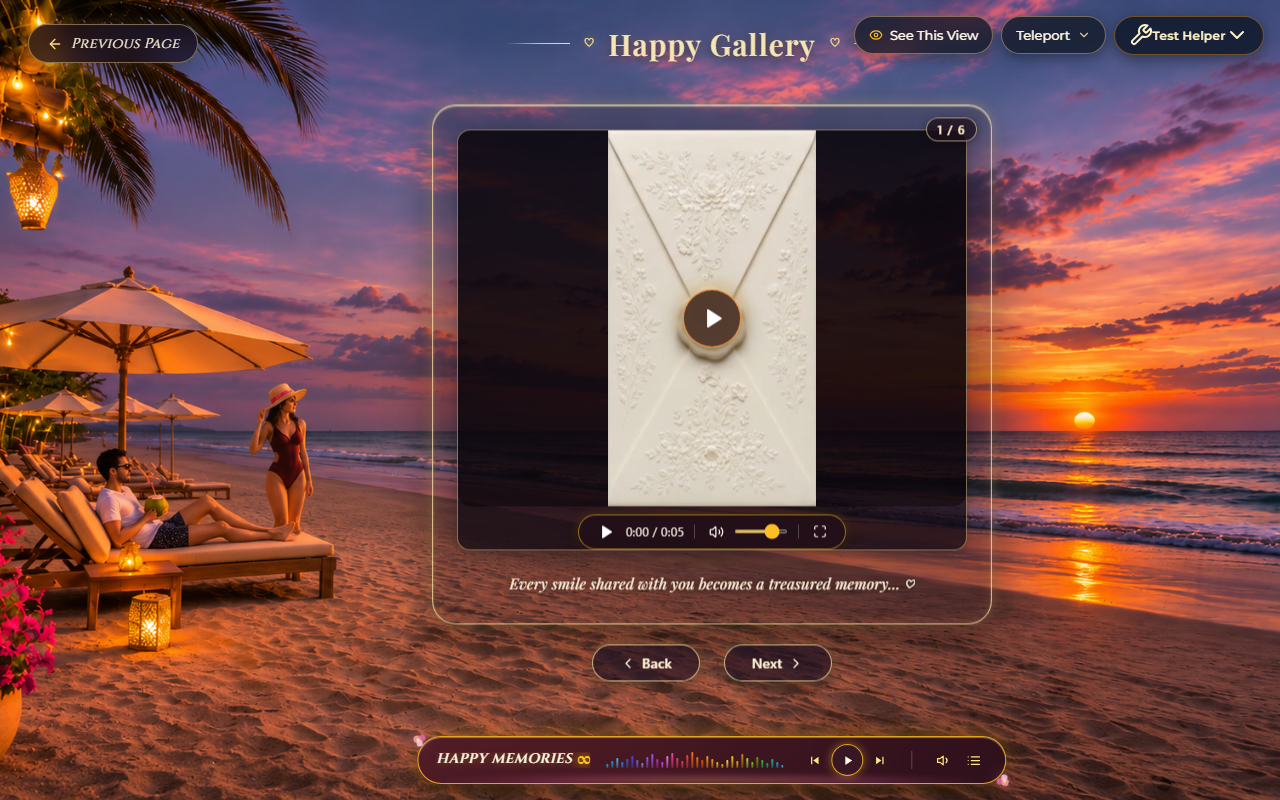 Previous Page
Happy Gallery
See This View
Teleport
Test Helper
1 / 6
0:00 / 0:05
Every smile shared with you becomes a treasured memory... ♡
Back
Next
HAPPY MEMORIES ∞